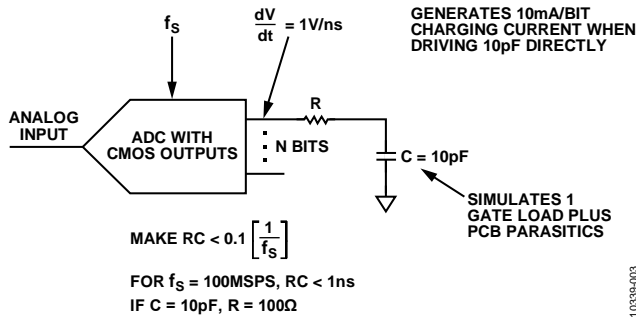 fS
dV
dt
= 1V/ns
GENERATES 10mA/BIT
CHARGING CURRENT WHEN
DRIVING 10pF DIRECTLY
ANALOG
INPUT
ADC WITH
CMOS OUTPUTS
R
N BITS
C = 10pF
SIMULATES 1
GATE LOAD PLUS
PCB PARASITICS
MAKE RC < 0.1 [1/fS]
FOR fS = 100MSPS, RC < 1ns
IF C = 10pF, R = 100Ω
10339-003